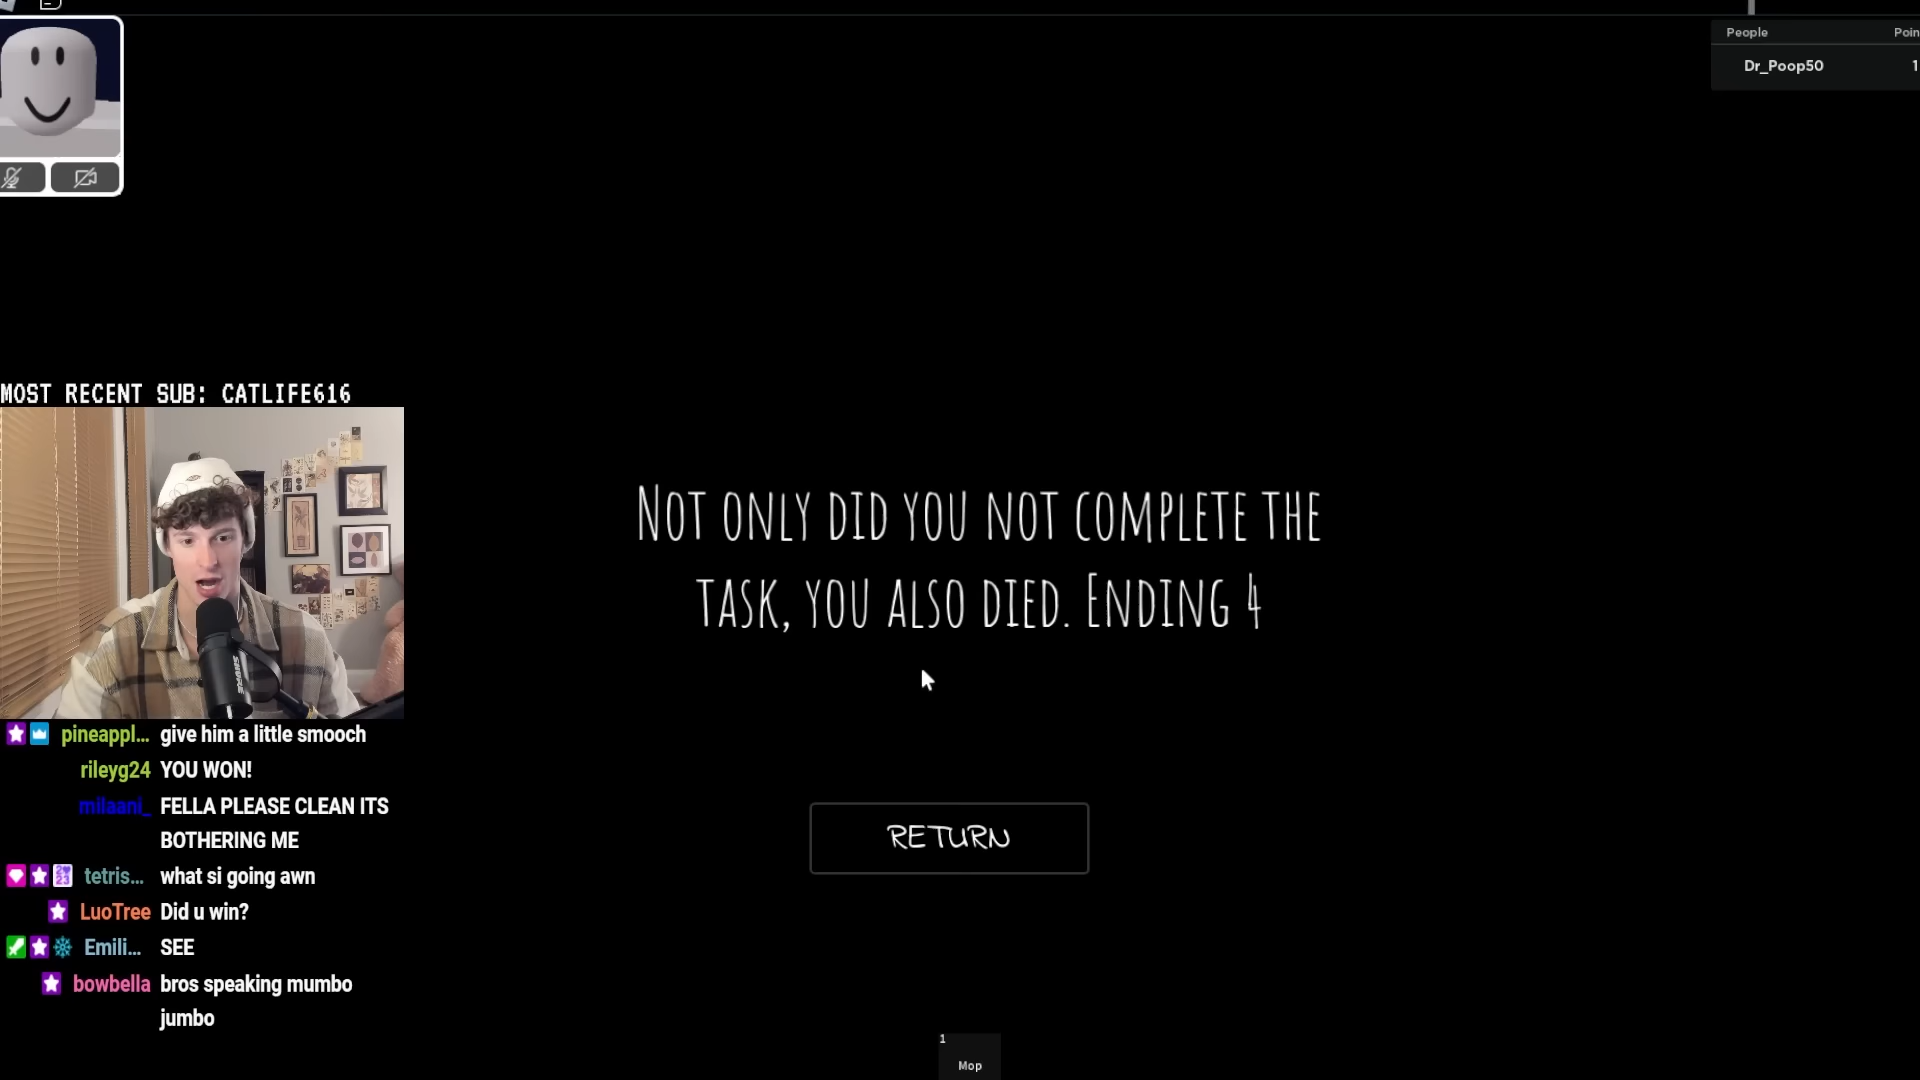 People Poin
Dr_Poop50 1
MOST RECENT SUB: CATLIFE616
NOT ONLY DID YOU NOT COMPLETE THE
TASK, YOU ALSO DIED. ENDING 4
RETURN
pineappl... give him a little smooch
rileyg24 YOU WON!
milaani_ FELLA PLEASE CLEAN ITS
BOTHERING ME
tetris... what si going awn
LuoTree Did u win?
Emili... SEE
bowbella bros speaking mumbo
jumbo
1
Mop